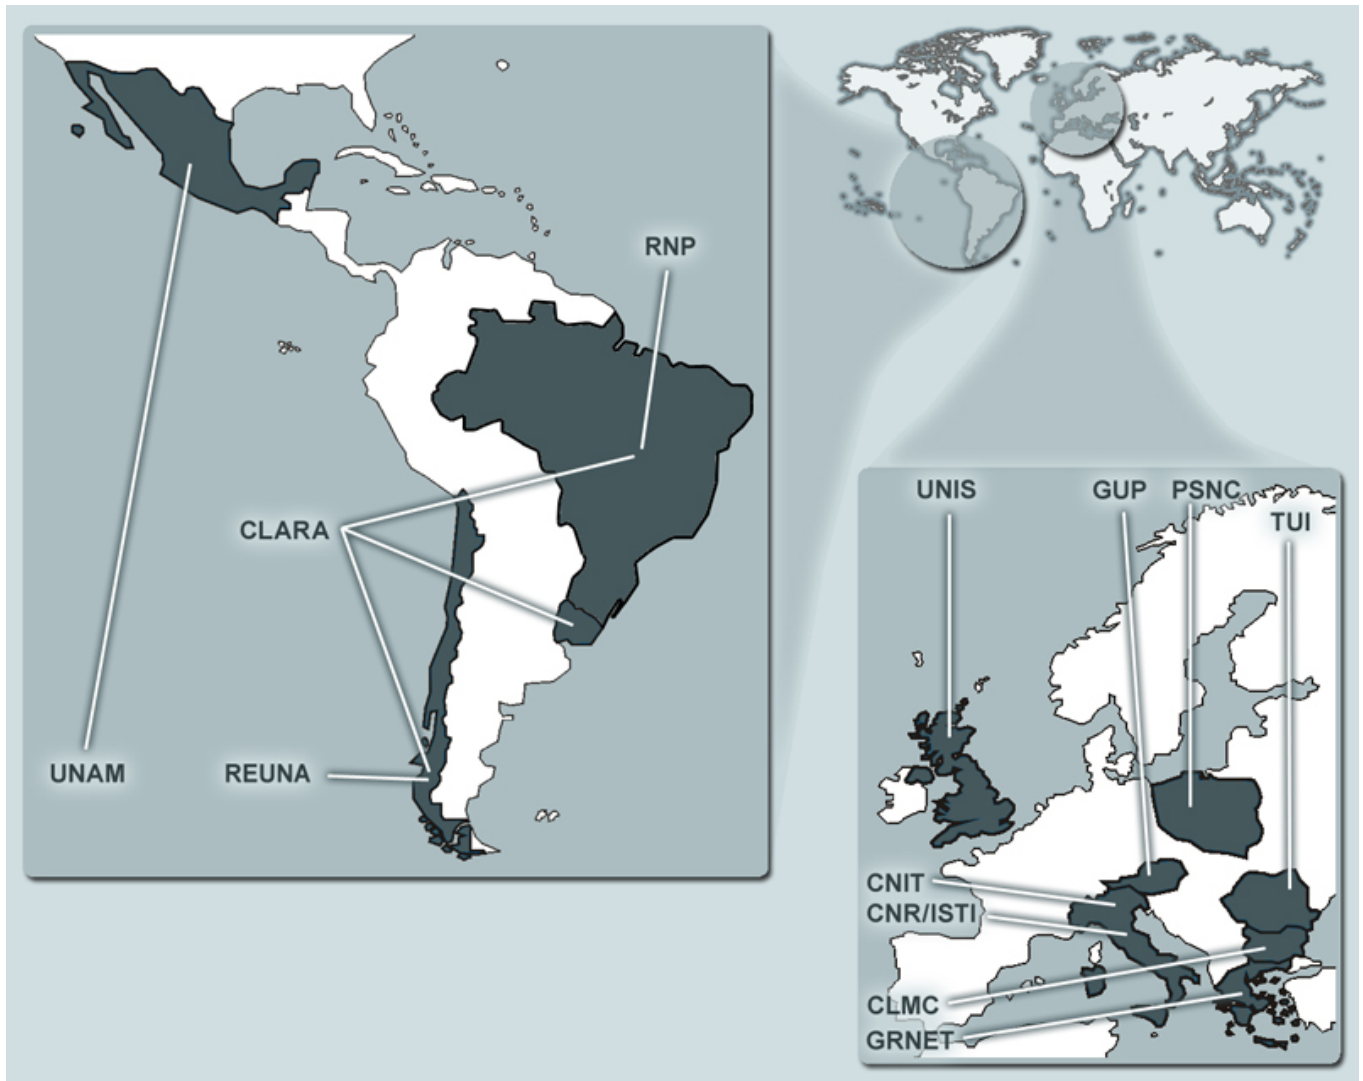 RNP
CLARA
UNAM
REUNA
UNIS
GUP
PSNC
TUI
CNIT
CNR/ISTI
CLMC
GRNET